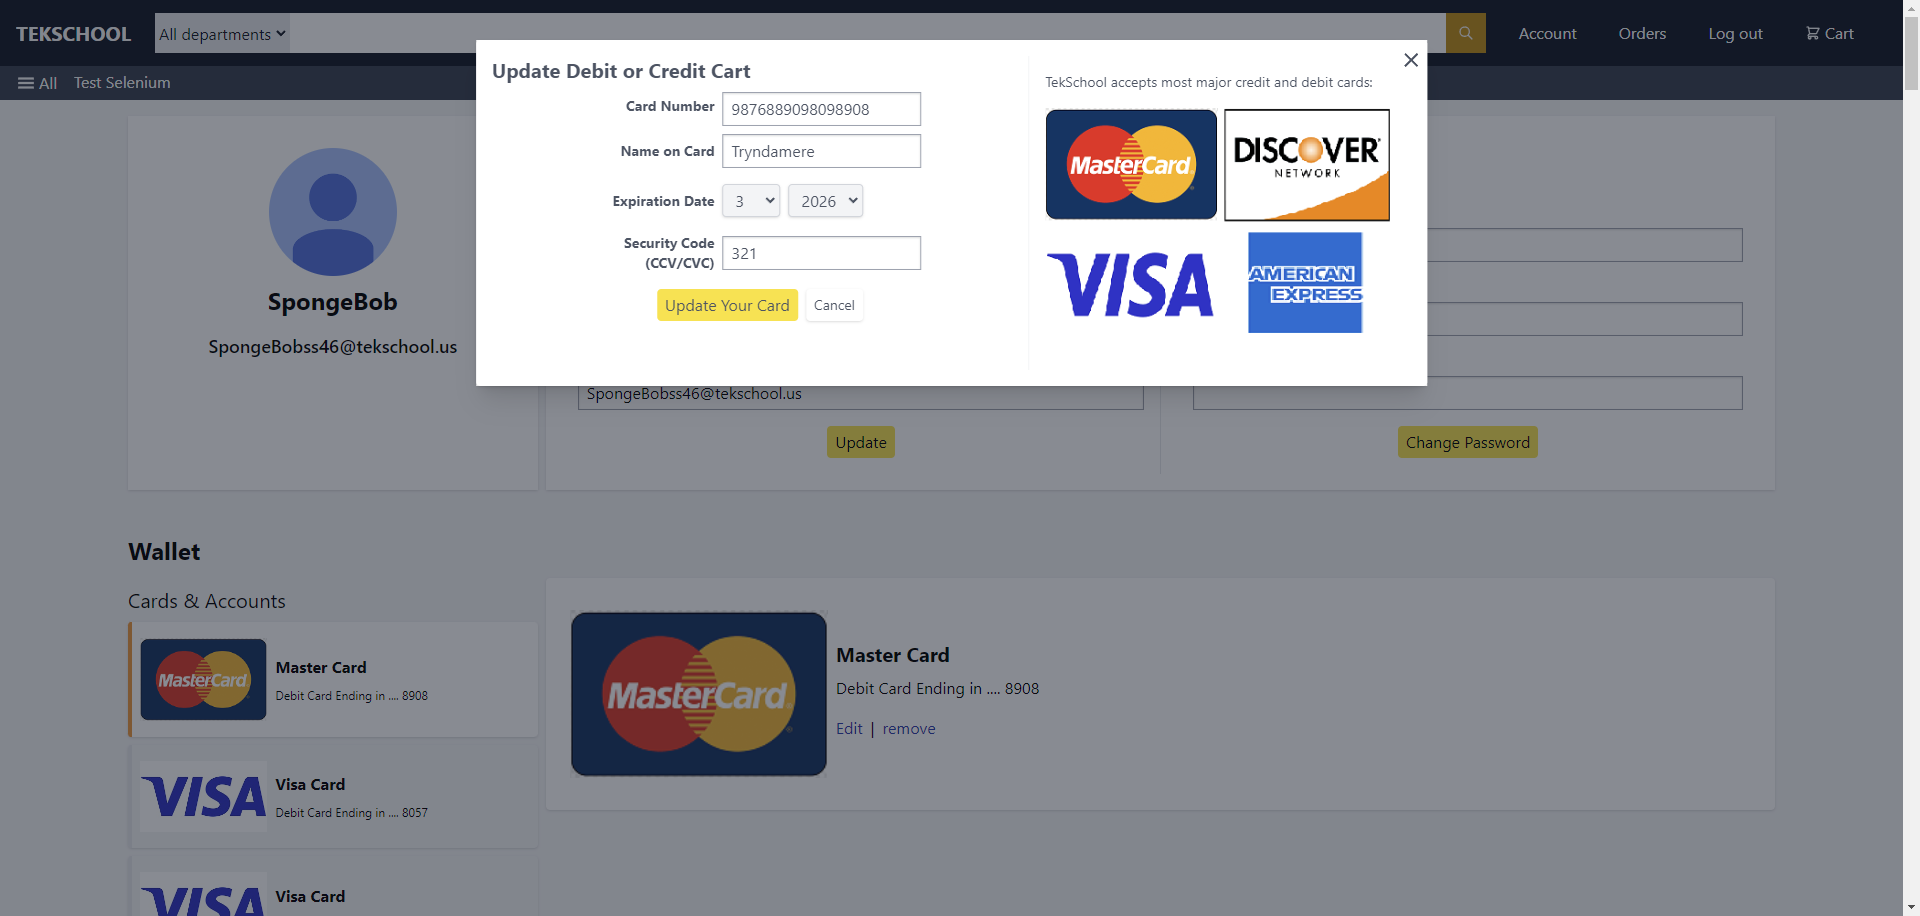 TEKSCHOOL
All departments
Account
Orders
Log out
Cart
All
Test Selenium
Update Debit or Credit Cart
Card Number
9876889098098908
Name on Card
Tryndamere
Expiration Date
3
2026
Security Code
(CCV/CVC)
321
Update Your Card
Cancel
TekSchool accepts most major credit and debit cards:
MasterCard
DISCOVER
NETWORK
VISA
AMERICAN
EXPRESS
SpongeBob
SpongeBobss46@tekschool.us
SpongeBobss46@tekschool.us
Update
Change Password
Wallet
Cards & Accounts
MasterCard
Master Card
Debit Card Ending in .... 8908
VISA
Visa Card
Debit Card Ending in .... 8057
VISA
Visa Card
MasterCard
Master Card
Debit Card Ending in .... 8908
Edit | remove